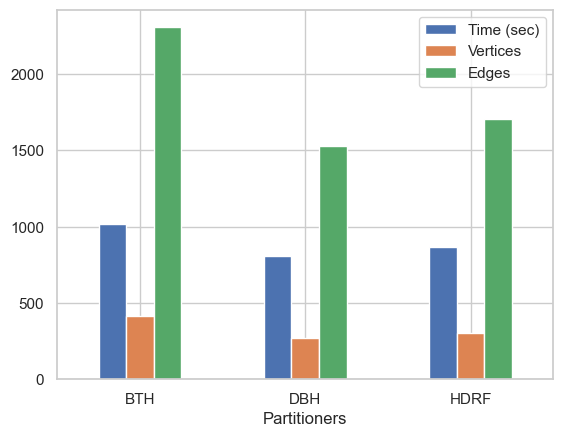 Time (sec)
Vertices
Edges
2000
1500
1000
500
0
BTH DBH HDRF
Partitioners